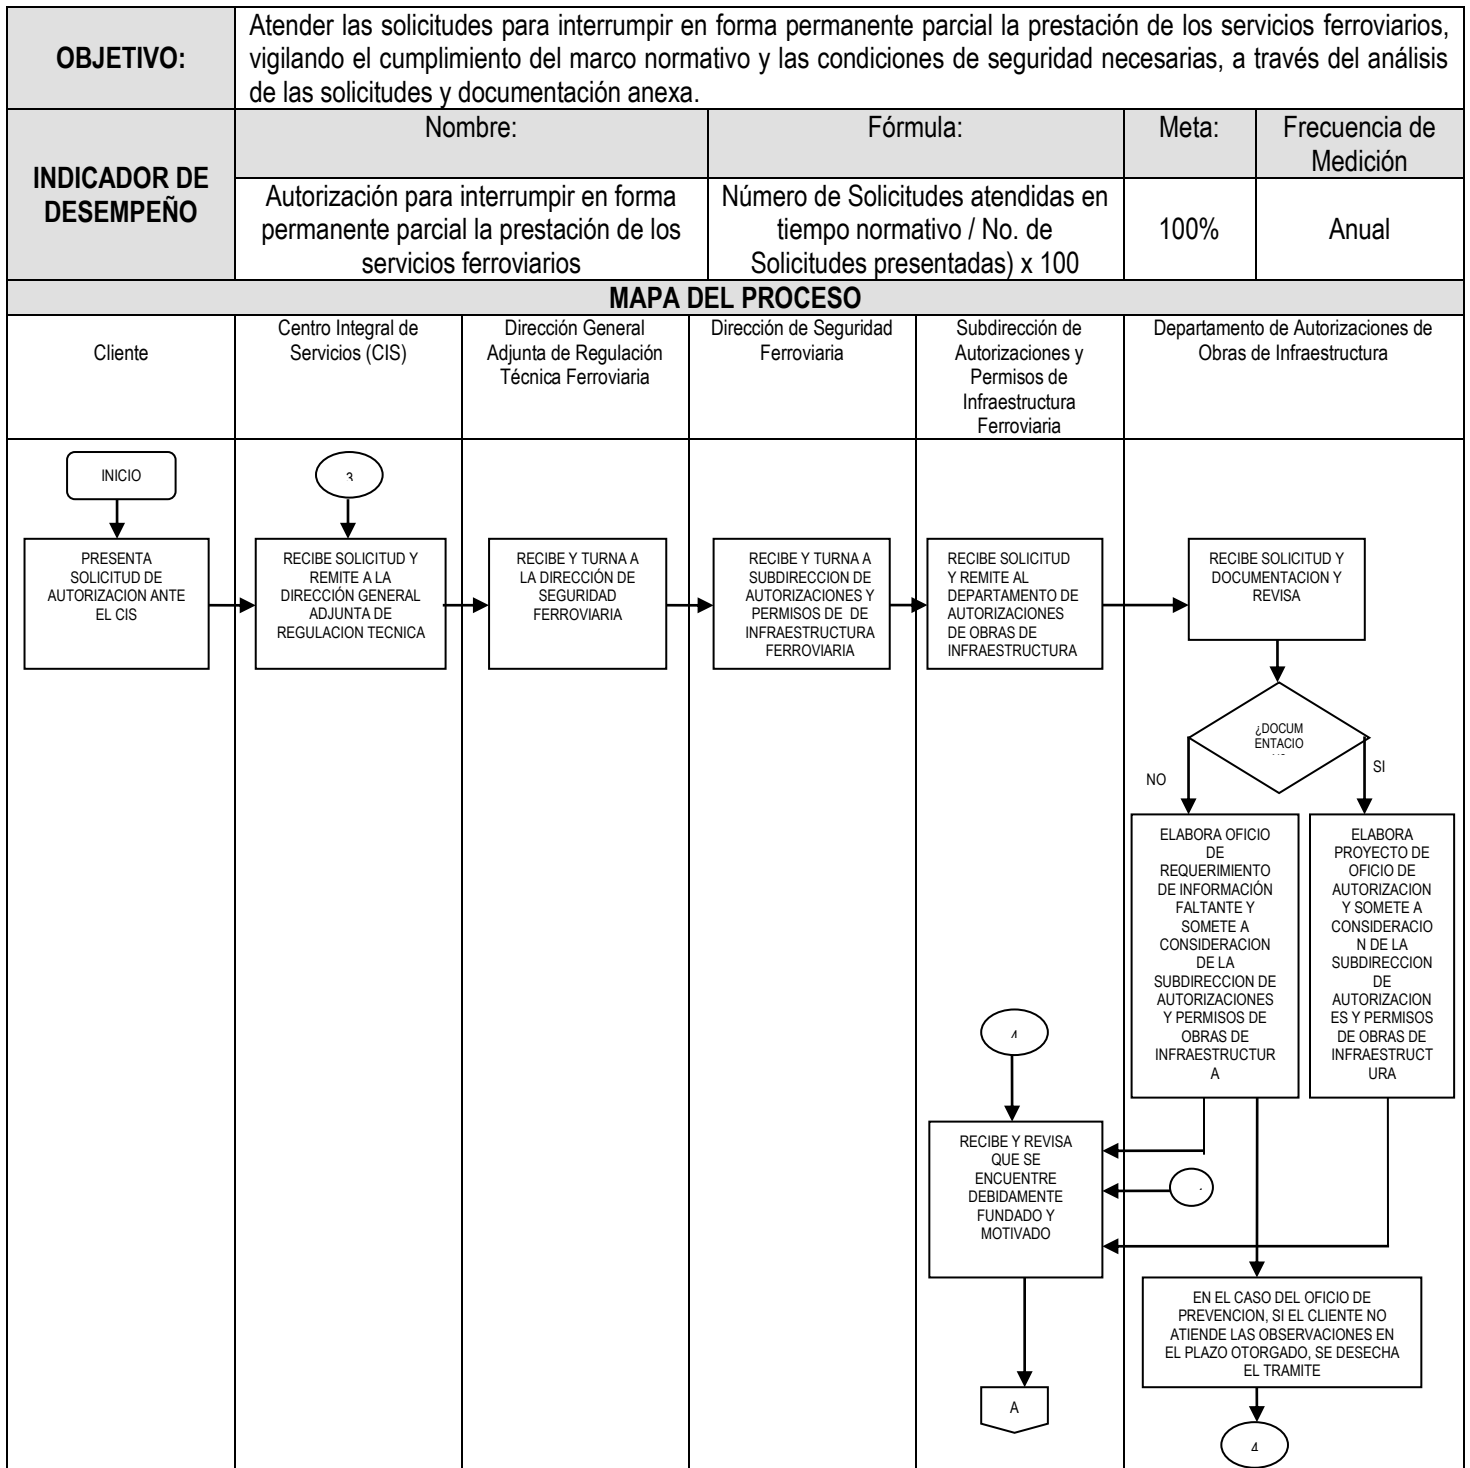 OBJETIVO:
Atender las solicitudes para interrumpir en forma permanente parcial la prestación de los servicios ferroviarios,
vigilando el cumplimiento del marco normativo y las condiciones de seguridad necesarias, a través del análisis
de las solicitudes y documentación anexa.
INDICADOR DE
DESEMPEÑO
Nombre:
Fórmula:
Meta:
Frecuencia de
Medición
Autorización para interrumpir en forma
permanente parcial la prestación de los
servicios ferroviarios
Número de Solicitudes atendidas en
tiempo normativo / No. de
Solicitudes presentadas) x 100
100%
Anual
MAPA DEL PROCESO
Cliente
Centro Integral de
Servicios (CIS)
Dirección General
Adjunta de Regulación
Técnica Ferroviaria
Dirección de Seguridad
Ferroviaria
Subdirección de
Autorizaciones y
Permisos de
Infraestructura
Ferroviaria
Departamento de Autorizaciones de
Obras de Infraestructura
INICIO
3
PRESENTA
SOLICITUD DE
AUTORIZACION ANTE
EL CIS
RECIBE SOLICITUD Y
REMITE A LA
DIRECCIÓN GENERAL
ADJUNTA DE
REGULACION TECNICA
RECIBE Y TURNA A
LA DIRECCIÓN DE
SEGURIDAD
FERROVIARIA
RECIBE Y TURNA A
SUBDIRECCION DE
AUTORIZACIONES Y
PERMISOS DE DE
INFRAESTRUCTURA
FERROVIARIA
RECIBE SOLICITUD
Y REMITE AL
DEPARTAMENTO DE
AUTORIZACIONES
DE OBRAS DE
INFRAESTRUCTURA
RECIBE SOLICITUD Y
DOCUMENTACION Y
REVISA
¿DOCUM
ENTACIO
NO
SI
ELABORA OFICIO
DE
REQUERIMIENTO
DE INFORMACIÓN
FALTANTE Y
SOMETE A
CONSIDERACION
DE LA
SUBDIRECCION DE
AUTORIZACIONES
Y PERMISOS DE
OBRAS DE
INFRAESTRUCTUR
A
ELABORA
PROYECTO DE
OFICIO DE
AUTORIZACION
Y SOMETE A
CONSIDERACIO
N DE LA
SUBDIRECCION
DE
AUTORIZACION
ES Y PERMISOS
DE OBRAS DE
INFRAESTRUCT
URA
4
RECIBE Y REVISA
QUE SE
ENCUENTRE
DEBIDAMENTE
FUNDADO Y
MOTIVADO
EN EL CASO DEL OFICIO DE
PREVENCION, SI EL CLIENTE NO
ATIENDE LAS OBSERVACIONES EN
EL PLAZO OTORGADO, SE DESECHA
EL TRAMITE
A
4